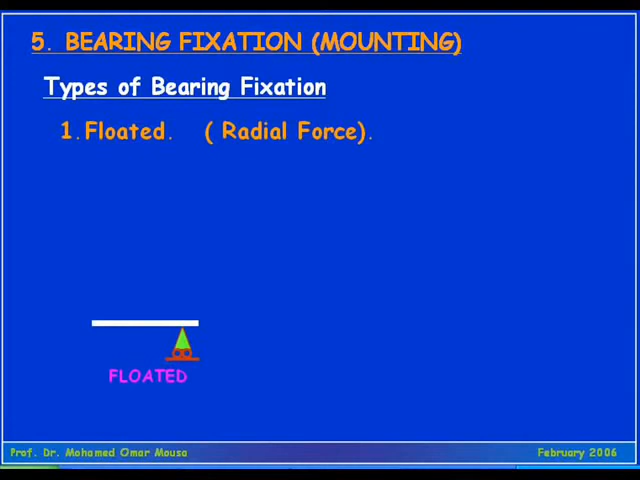 5. BEARING FIXATION (MOUNTING)
Types of Bearing Fixation
1. Floated. ( Radial Force).
FLOATED
Prof. Dr. Mohamed Omar Mousa
February 2006